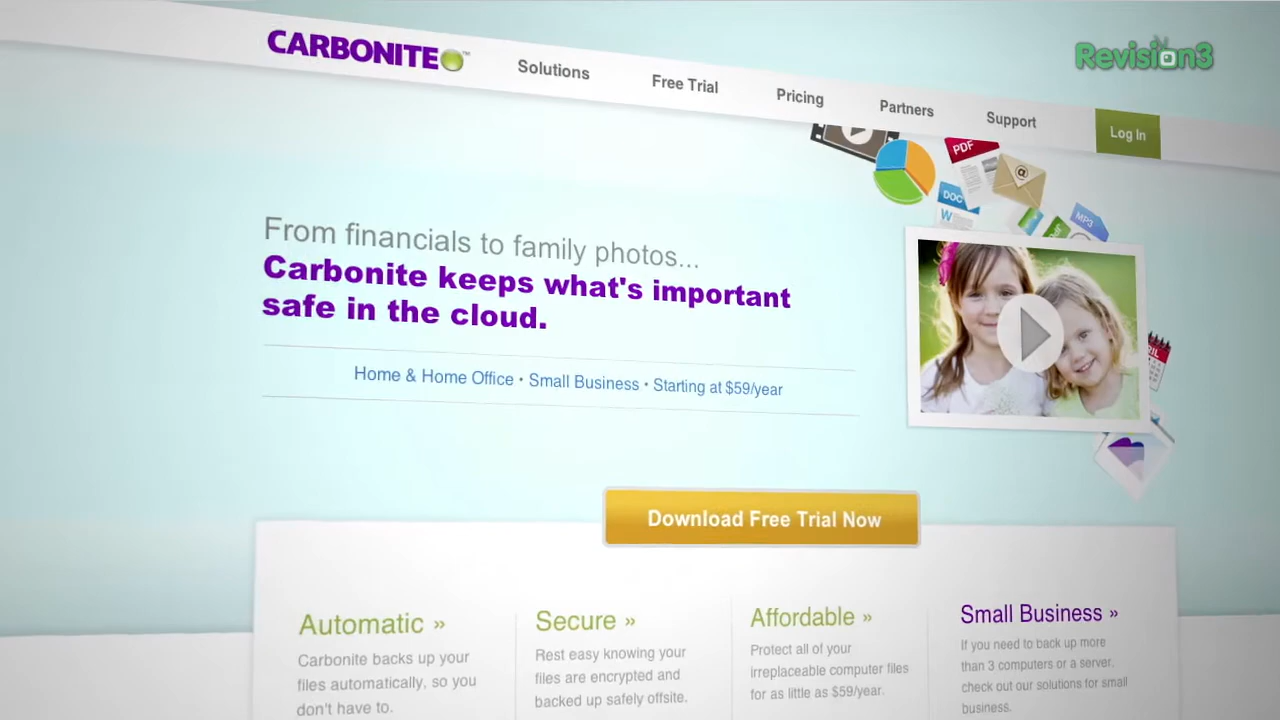 CARBONITE™
Solutions
Free Trial
Pricing
Partners
Support
Log In
Revision3
PDF
@
DOC
W
MP3
From financials to family photos...
Carbonite keeps what's important
safe in the cloud.
Home & Home Office • Small Business • Starting at $59/year
Download Free Trial Now
Automatic »
Carbonite backs up your
files automatically, so you
don't have to.
Secure »
Rest easy knowing your
files are encrypted and
backed up safely offsite.
Affordable »
Protect all of your
irreplaceable computer files
for as little as $59/year.
Small Business »
If you need to back up more
than 3 computers or a server,
check out our solutions for small
business.